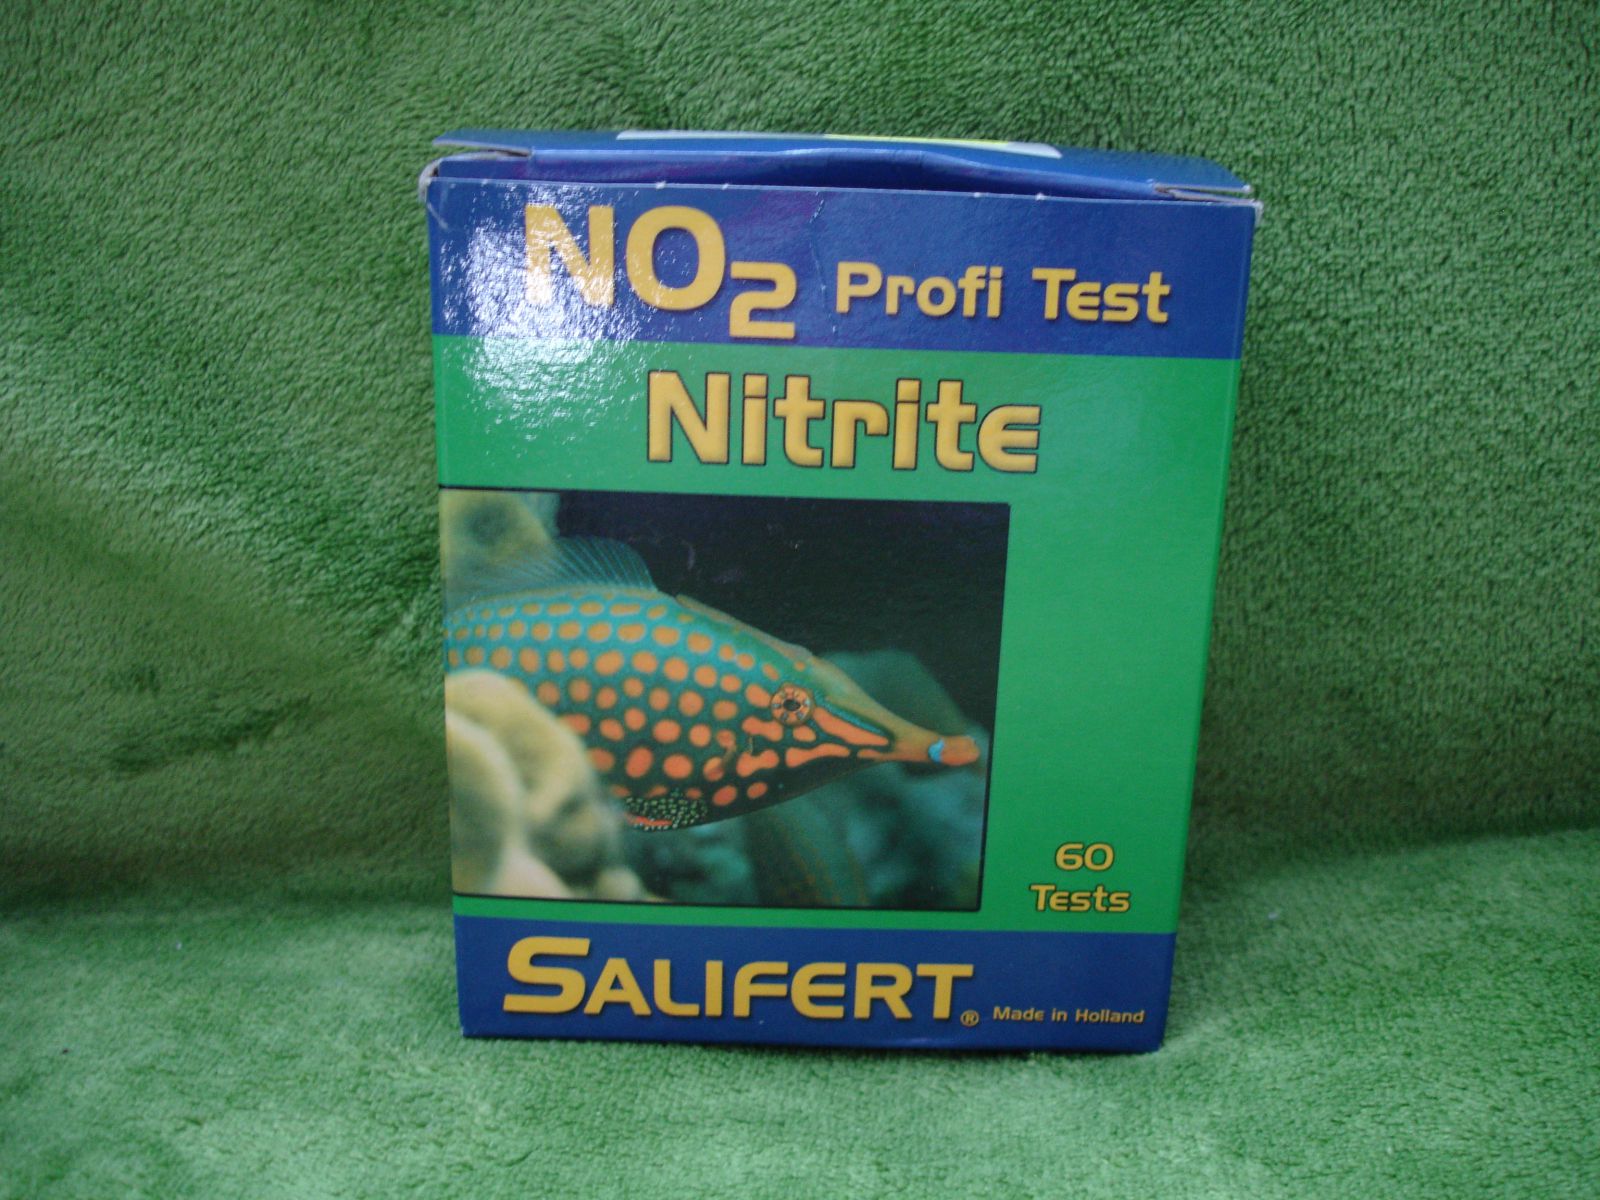 NO2 Profi Test
Nitrite
60
Tests
SALIFERT® Made in Holland